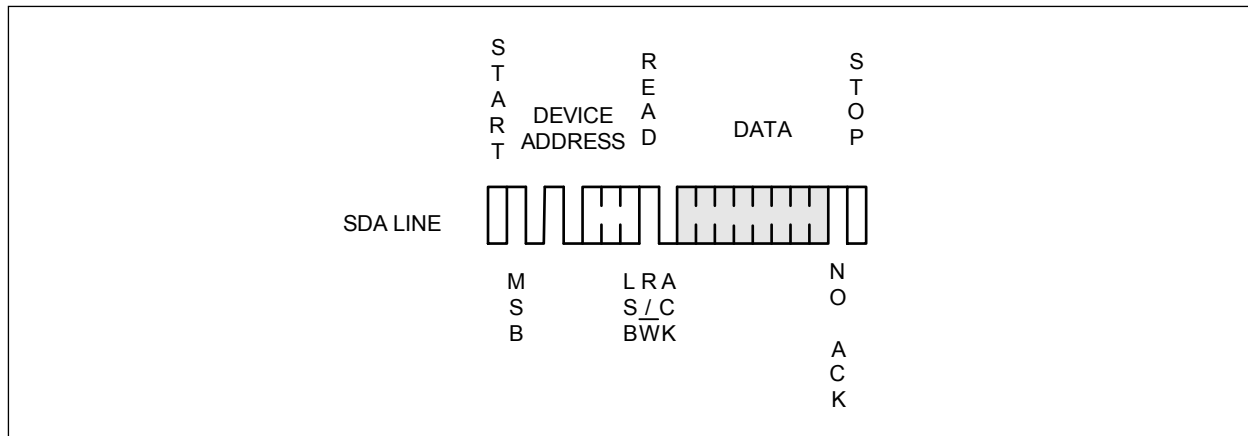 START
DEVICE
ADDRESS
READ
DATA
STOP
SDA LINE
MSB
LSB
R/W
ACK
NO ACK